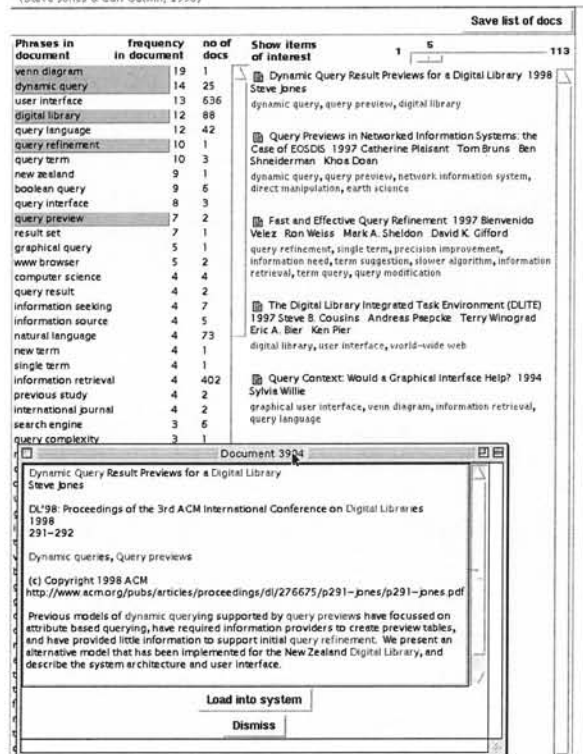 Save list of docs
Phrases in document frequency in document no of docs
venn diagram 19 1
dynamic query 14 25
user interface 13 636
digital library 12 88
query language 12 42
query refinement 10 1
query term 10 3
new zealand 9 1
boolean query 9 6
query interface 8 3
query preview 7 2
result set 7 1
graphical query 5 1
www browser 5 2
computer science 4 4
query result 4 2
information seeking 4 7
information source 4 5
natural language 4 73
new term 4 1
single term 4 1
information retrieval 4 402
previous study 4 2
international journal 4 2
search engine 3 6
query complexity 3 1
Show items of interest 1 5 113
Dynamic Query Result Previews for a Digital Library 1998
Steve Jones
dynamic query, query preview, digital library
Query Previews in Networked Information Systems: the
Case of EOSDIS 1997 Catherine Plaisant Tom Bruns Ben
Shneiderman Khoa Doan
dynamic query, query preview, network information system,
direct manipulation, earth science
Fast and Effective Query Refinement 1997 Bienvenido
Velez Ron Weiss Mark A. Sheldon David K. Gifford
query refinement, single term, precision improvement,
information need, term suggestion, slower algorithm, information
retrieval, term query, query modification
The Digital Library Integrated Task Environment (DLITE)
1997 Steve B. Cousins Andreas Paepcke Terry Winograd
Eric A. Bier Ken Pier
digital library, user interface, world-wide web
Query Context: Would a Graphical Interface Help? 1994
Sylvia Willie
graphical user interface, venn diagram, information retrieval,
query language
Document 3904
Dynamic Query Result Previews for a Digital Library
Steve Jones
DL'98: Proceedings of the 3rd ACM International Conference on Digital Libraries
1998
291-292
Dynamic queries, Query previews
(c) Copyright 1998 ACM
http://www.acm.org/pubs/articles/proceedings/dl/276675/p291-jones/p291-jones.pdf
Previous models of dynamic querying supported by query previews have focussed on
attribute based querying, have required information providers to create preview tables,
and have provided little information to support initial query refinement. We present an
alternative model that has been implemented for the New Zealand Digital Library, and
describe the system architecture and user interface.
Load into system
Dismiss